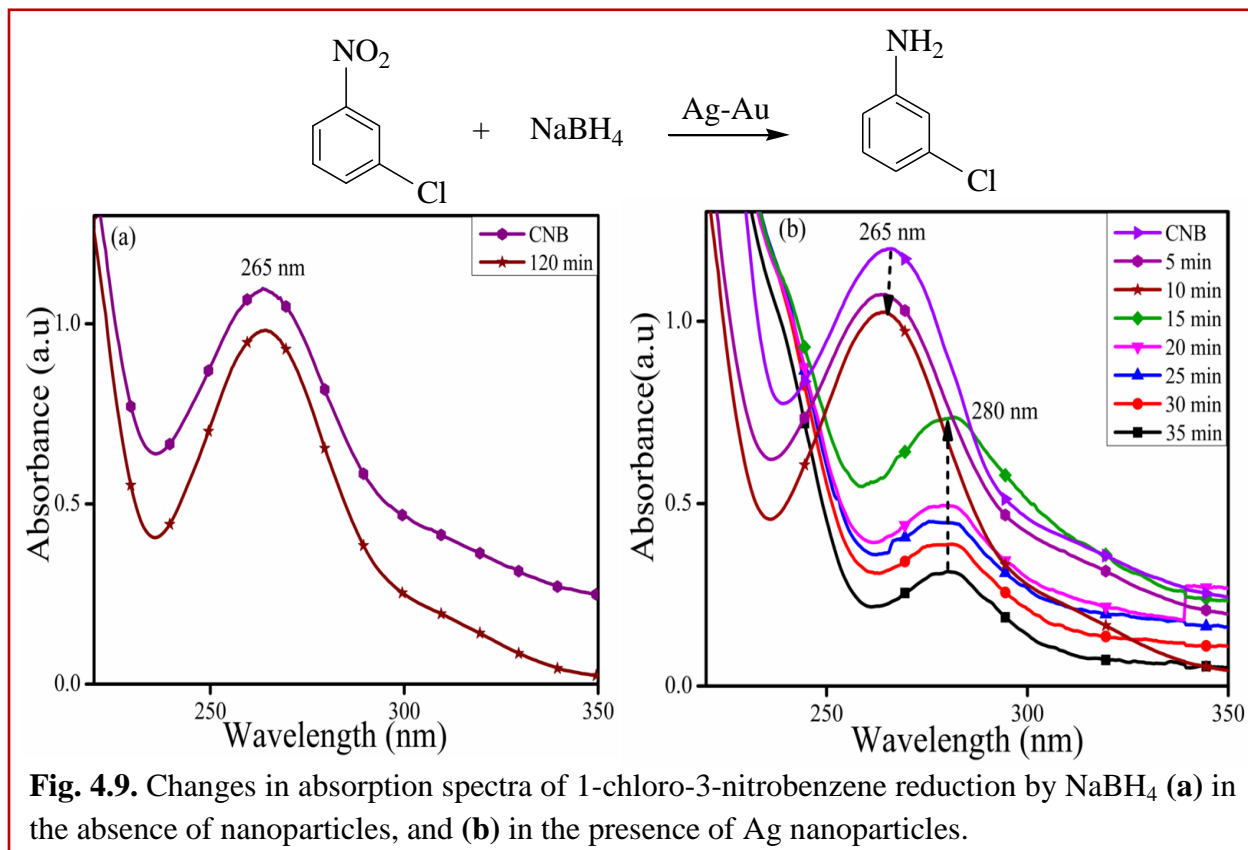 NO₂
NH₂
+ NaBH₄ Ag-Au
Cl
Cl
(a)
CNB
120 min
265 nm
1.0
0.5
0.0
250 300 350
Absorbance (a.u)
Wavelength (nm)
(b)
265 nm
280 nm
CNB
5 min
10 min
15 min
20 min
25 min
30 min
35 min
1.0
0.5
0.0
250 300 350
Absorbance(a.u)
Wavelength (nm)
Fig. 4.9. Changes in absorption spectra of 1-chloro-3-nitrobenzene reduction by NaBH₄ (a) in
the absence of nanoparticles, and (b) in the presence of Ag nanoparticles.